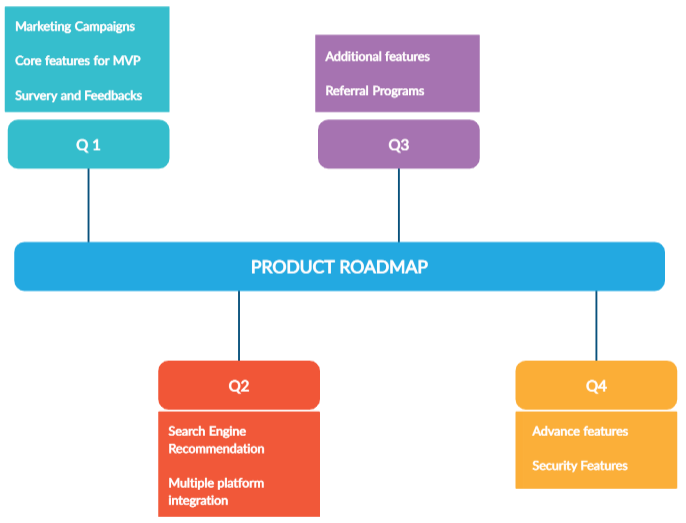 Marketing Campaigns
Core features for MVP
Survery and Feedbacks
Q 1
Additional features
Referral Programs
Q3
PRODUCT ROADMAP
Q2
Search Engine
Recommendation
Multiple platform
integration
Q4
Advance features
Security Features